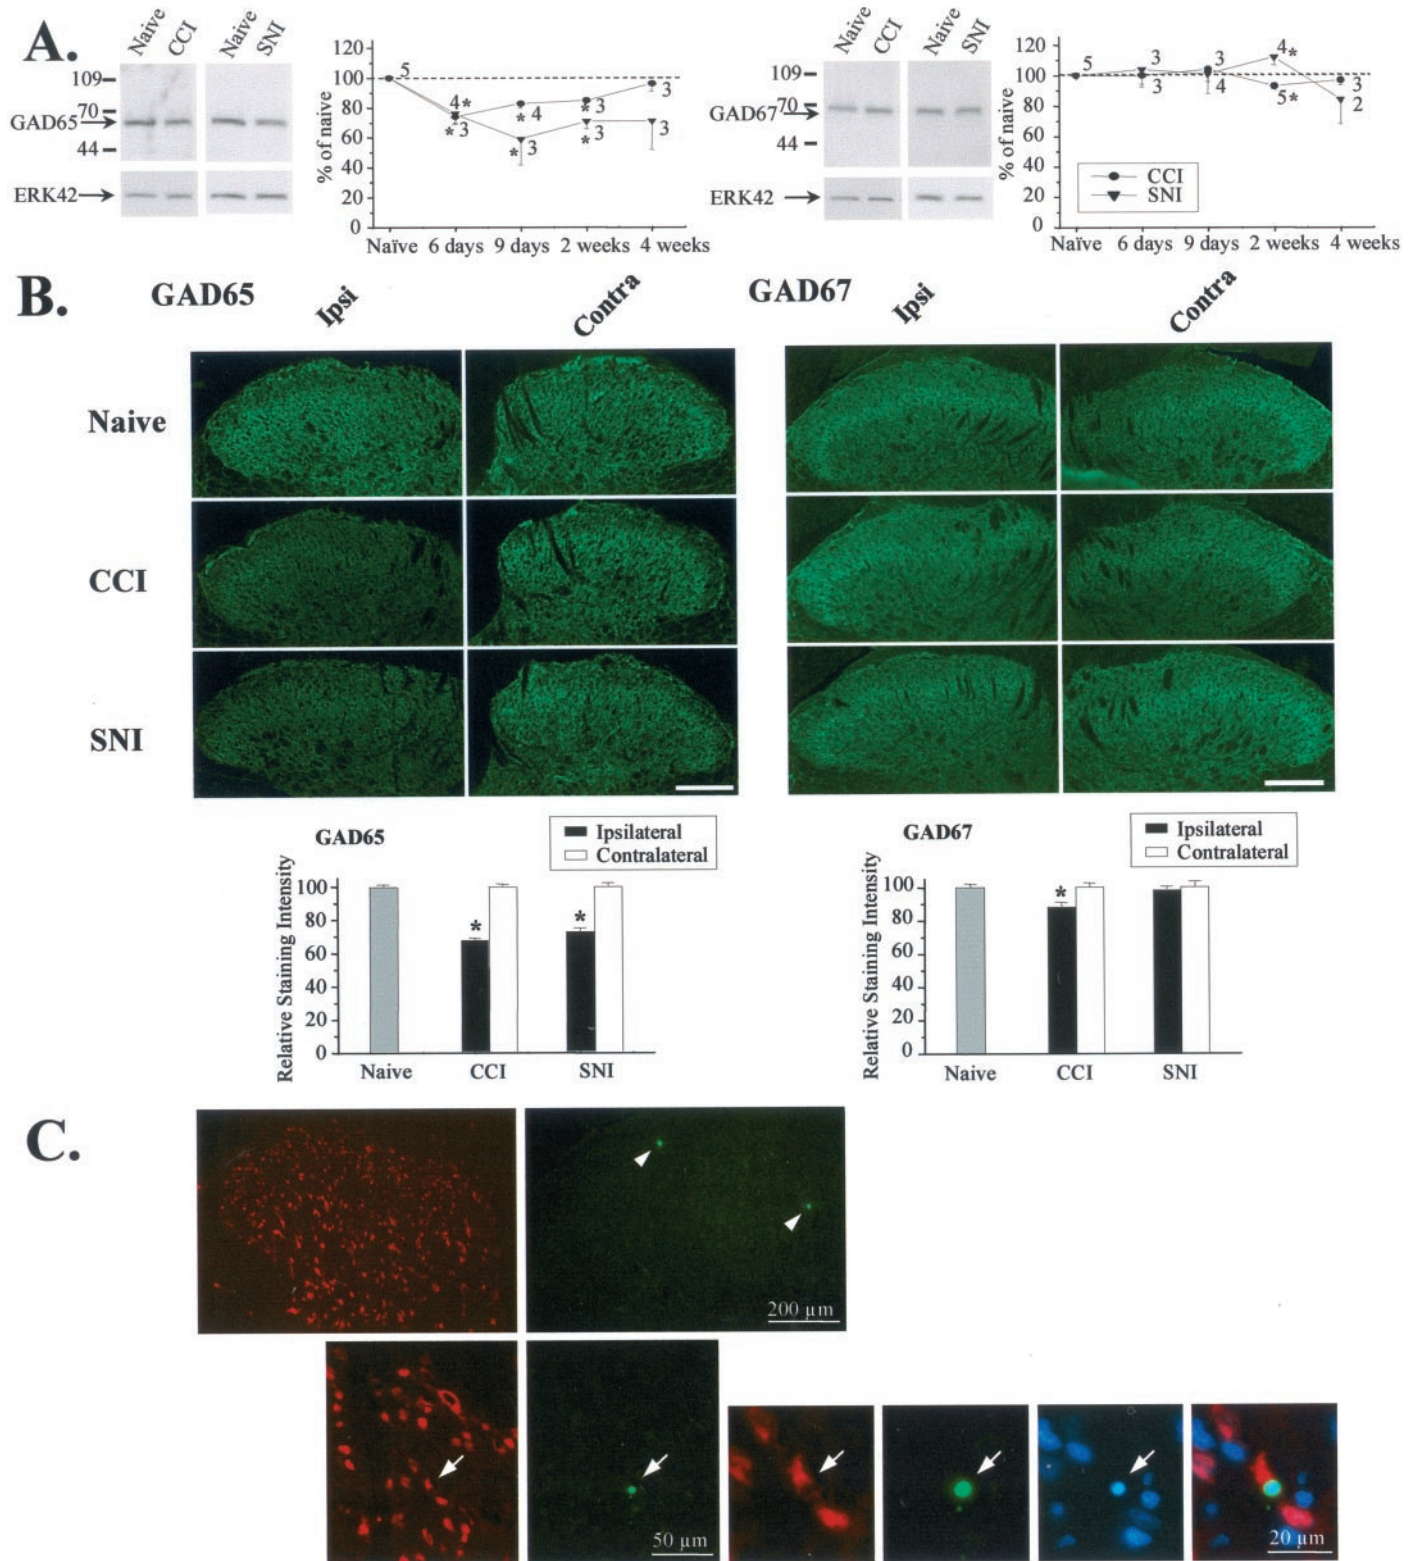 A.
Naive CCI Naive SNI
109
70
GAD65
44
ERK42
% of naive
120
100
80
60
40
20
0
5
4* 4 3 3
* * *
*3 3 3 3
* *
Naïve 6 days 9 days 2 weeks 4 weeks
Naive CCI Naive SNI
109
70
GAD67
44
ERK42
% of naive
120
100
80
60
40
20
0
5 3 3 4* 3
3 4 5* 2
CCI
SNI
Naïve 6 days 9 days 2 weeks 4 weeks
B.
GAD65
Ipsi Contra
GAD67
Ipsi Contra
Naive
CCI
SNI
GAD65
Ipsilateral
Contralateral
Relative Staining Intensity
100
80
60
40
20
0
* *
Naive CCI SNI
GAD67
Ipsilateral
Contralateral
Relative Staining Intensity
100
80
60
40
20
0
*
Naive CCI SNI
C.
200 µm
50 µm
20 µm